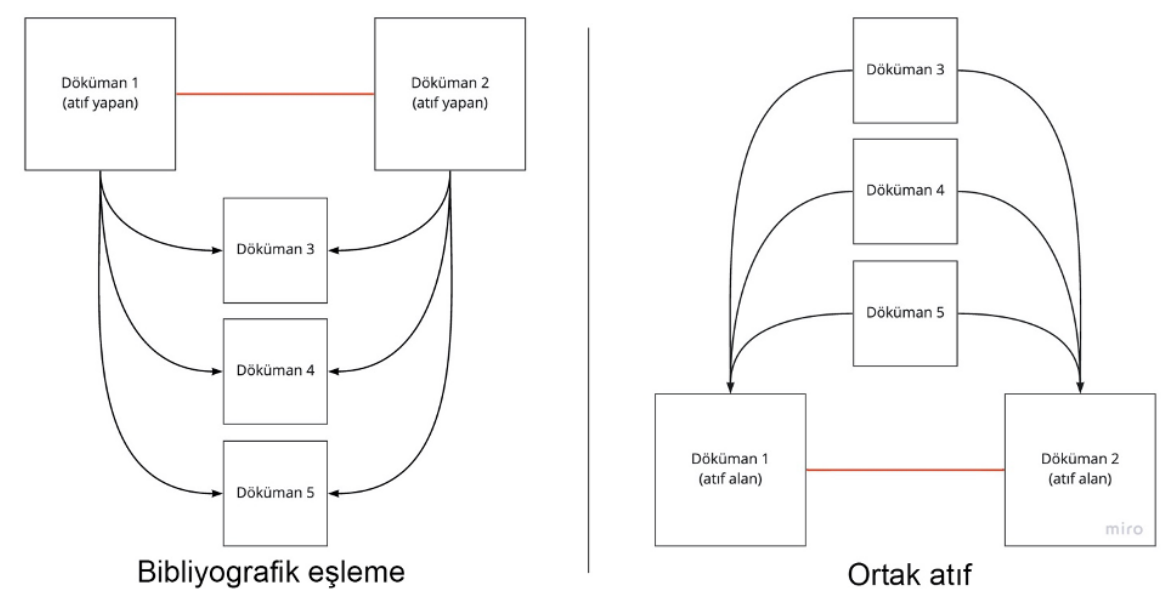 Döküman 1
(atıf yapan)
Döküman 2
(atıf yapan)
Döküman 3
Döküman 4
Döküman 5
Bibliyografik eşleme
Döküman 3
Döküman 4
Döküman 5
Döküman 1
(atıf alan)
Döküman 2
(atıf alan)
miro
Ortak atıf